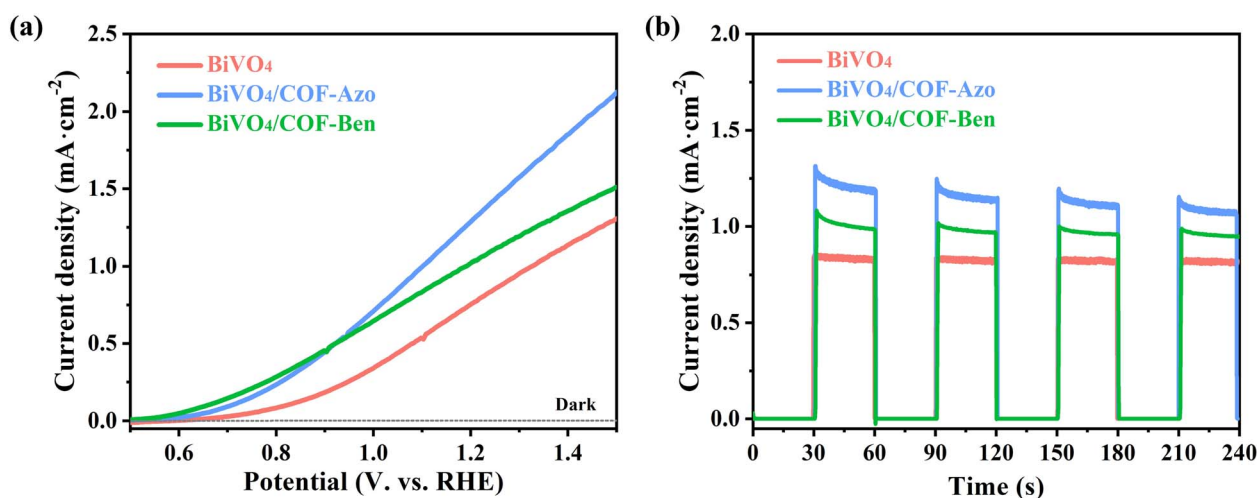 (a)
2.5
2.0
1.5
1.0
0.5
0.0
Current density (mA·cm⁻²)
BiVO₄
BiVO₄/COF-Azo
BiVO₄/COF-Ben
Dark
0.6 0.8 1.0 1.2 1.4
Potential (V. vs. RHE)
(b)
2.0
1.5
1.0
0.5
0.0
Current density (mA·cm⁻²)
BiVO₄
BiVO₄/COF-Azo
BiVO₄/COF-Ben
0 30 60 90 120 150 180 210 240
Time (s)